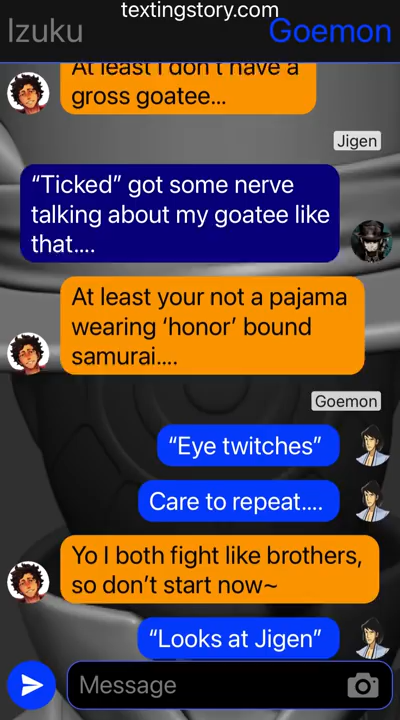 textingstory.com
Izuku
Goemon
At least I don't have a
gross goatee...
Jigen
“Ticked” got some nerve
talking about my goatee like
that....
At least your not a pajama
wearing ‘honor’ bound
samurai....
Goemon
“Eye twitches”
Care to repeat....
Yo I both fight like brothers,
so don’t start now~
“Looks at Jigen”
Message